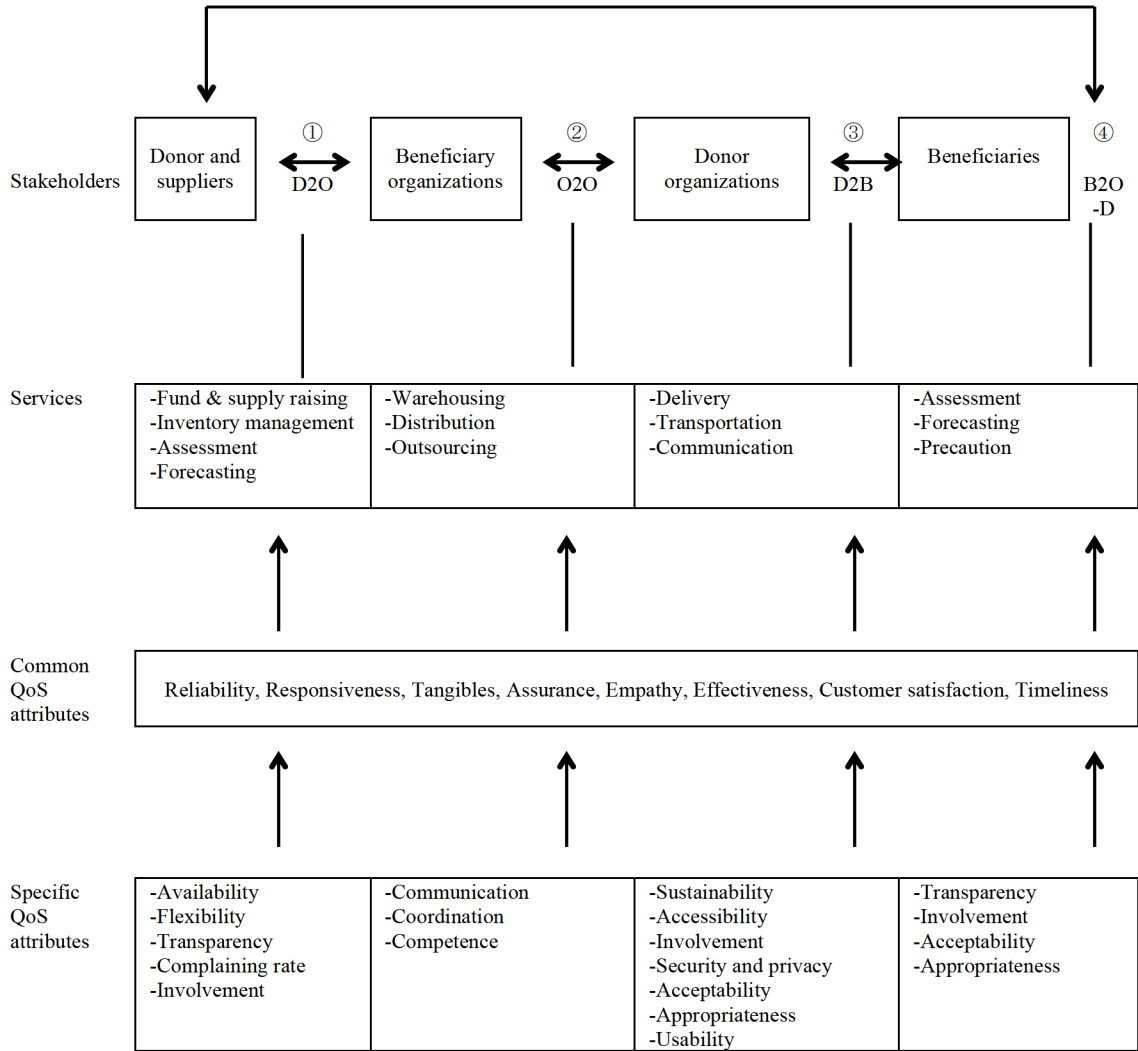 ①
②
③
④
Stakeholders
Donor and
suppliers
D2O
Beneficiary
organizations
O2O
Donor
organizations
D2B
Beneficiaries
B2O
-D
Services
-Fund & supply raising
-Inventory management
-Assessment
-Forecasting
-Warehousing
-Distribution
-Outsourcing
-Delivery
-Transportation
-Communication
-Assessment
-Forecasting
-Precaution
Common
QoS
attributes
Reliability, Responsiveness, Tangibles, Assurance, Empathy, Effectiveness, Customer satisfaction, Timeliness
Specific
QoS
attributes
-Availability
-Flexibility
-Transparency
-Complaining rate
-Involvement
-Communication
-Coordination
-Competence
-Sustainability
-Accessibility
-Involvement
-Security and privacy
-Acceptability
-Appropriateness
-Usability
-Transparency
-Involvement
-Acceptability
-Appropriateness